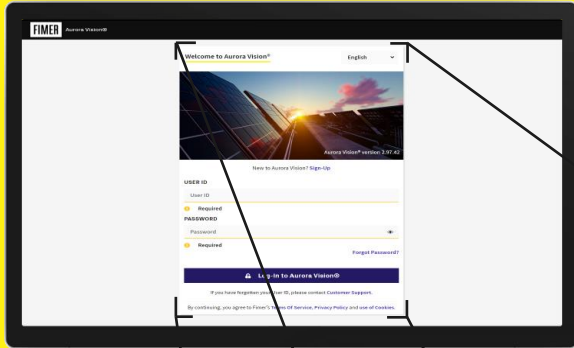 FIMER Aurora Vision®
Welcome to Aurora Vision® English
Aurora Vision® version 3.97.42
New to Aurora Vision? Sign-Up
USER ID
User ID
Required
PASSWORD
Password
Required
Forgot Password?
Log-In to Aurora Vision®
If you have forgotten your User ID, please contact Customer Support.
By continuing, you agree to Fimer's Terms Of Service, Privacy Policy and use of Cookies.